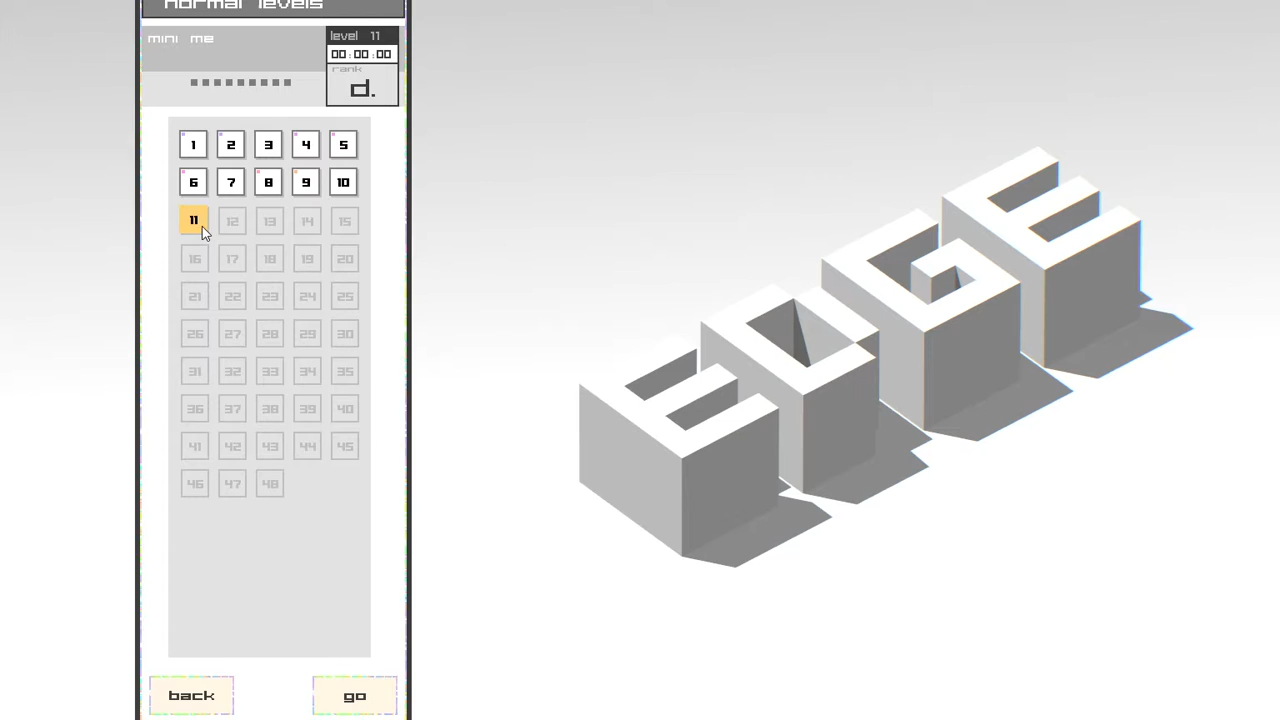 normal levels
mini me
level 11
00:00:00
rank
d.
1 2 3 4 5
6 7 8 9 10
11 12 13 14 15
16 17 18 19 20
21 22 23 24 25
26 27 28 29 30
31 32 33 34 35
36 37 38 39 40
41 42 43 44 45
46 47 48
back go
EDGE